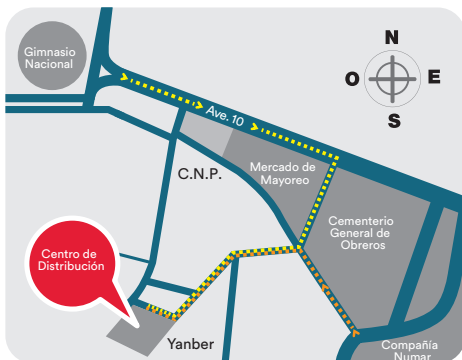 Gimnasio
Nacional
N
O
E
S
Ave. 10
C.N.P.
Mercado de
Mayoreo
Cementerio
General de
Obreros
Centro de
Distribución
Yanber
Compañía
Numar